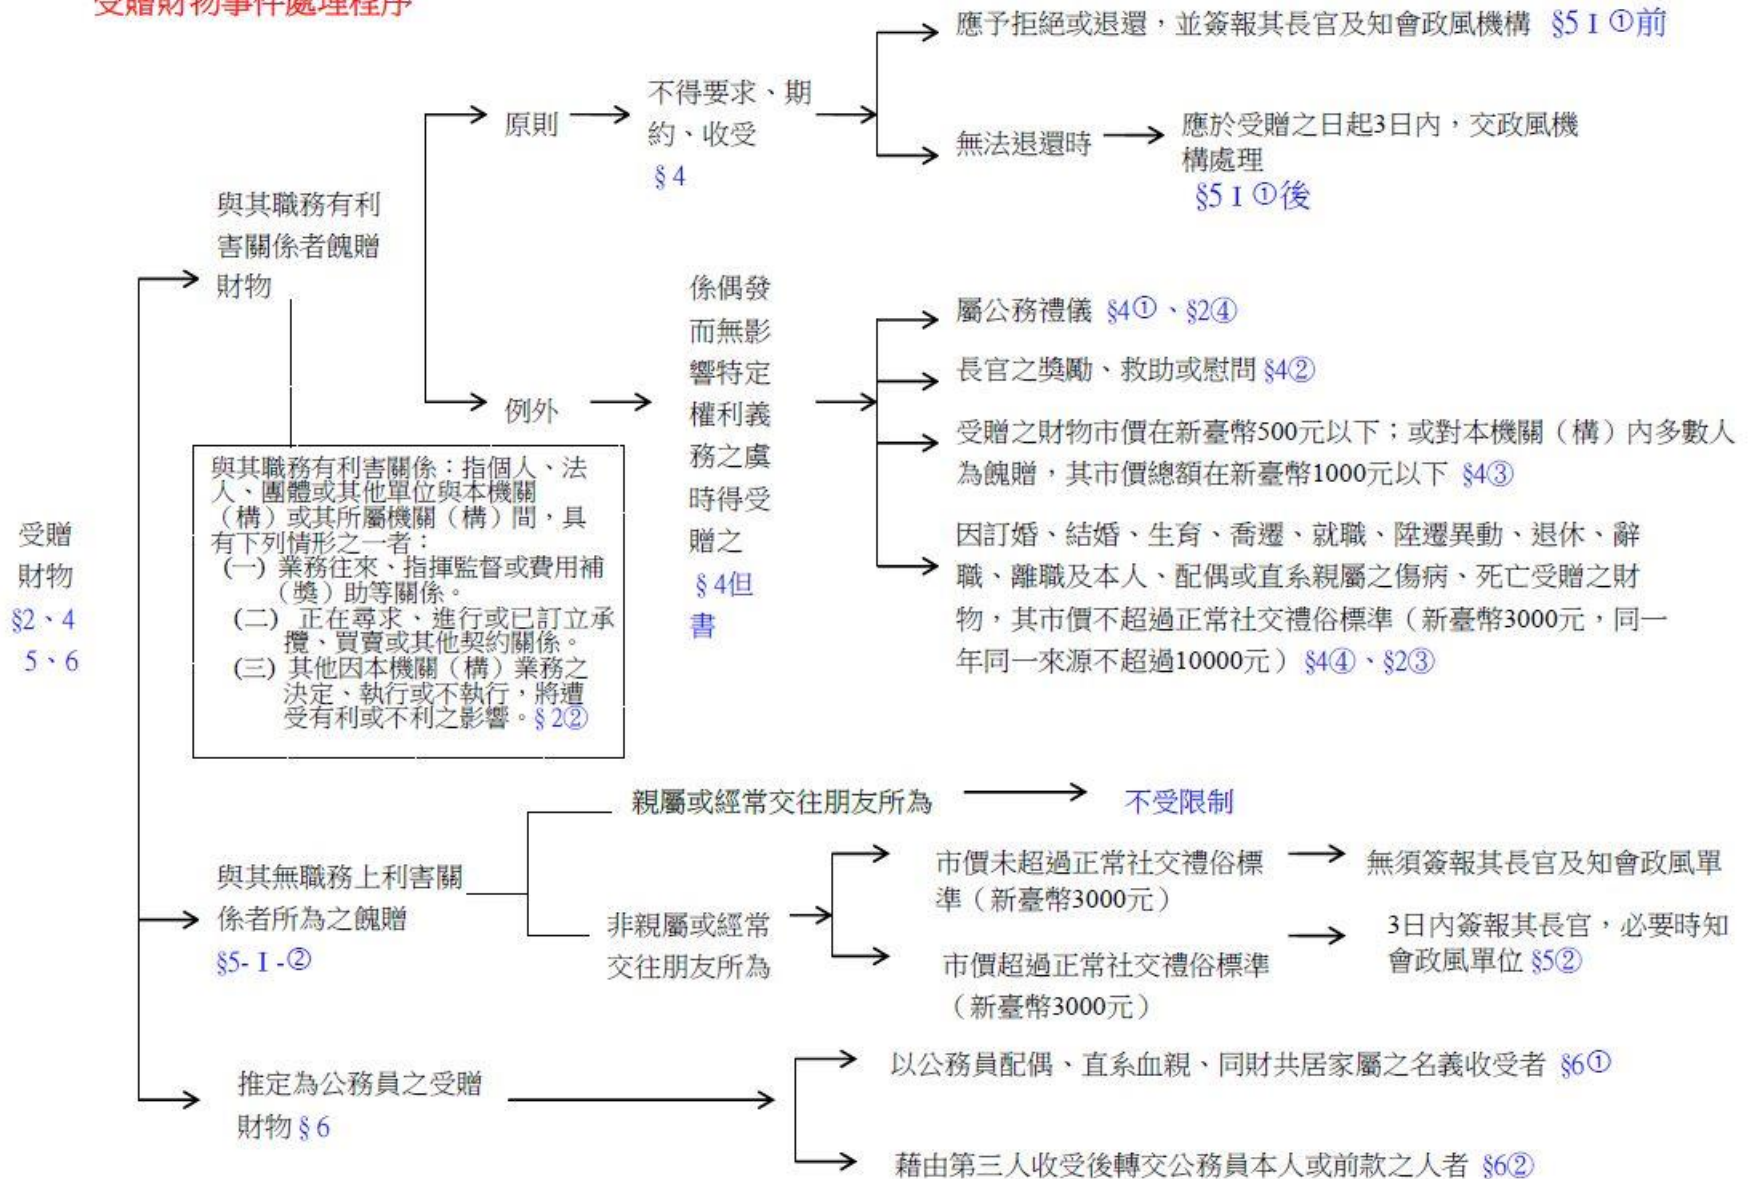 受贈財物事件處理程序
應予拒絕或退還，並簽報其長官及知會政風機構 §5 I ①前
原則
不得要求、期
約、收受
§4
無法退還時
應於受贈之日起3日內，交政風機
構處理
§5 I ①後
與其職務有利
害關係者餽贈
財物
例外
係偶發
而無影
響特定
權利義
務之虞
時得受
贈之
§4但
書
屬公務禮儀 §4①、§2④
長官之獎勵、救助或慰問 §4②
受贈之財物市價在新臺幣500元以下；或對本機關（構）內多數人
為餽贈，其市價總額在新臺幣1000元以下 §4③
因訂婚、結婚、生育、喬遷、就職、陞遷異動、退休、辭
職、離職及本人、配偶或直系親屬之傷病、死亡受贈之財
物，其市價不超過正常社交禮俗標準（新臺幣3000元，同一
年同一來源不超過10000元） §4④、§2③
與其職務有利害關係：指個人、法
人、團體或其他單位與本機關
（構）或其所屬機關（構）間，具
有下列情形之一者：
(一) 業務往來、指揮監督或費用補
（獎）助等關係。
(二) 正在尋求、進行或已訂立承
攬、買賣或其他契約關係。
(三) 其他因本機關（構）業務之
決定、執行或不執行，將遭
受有利或不利之影響。§2②
受贈
財物
§2、4
5、6
親屬或經常交往朋友所為
不受限制
與其無職務上利害關
係者所為之餽贈
§5- I -②
非親屬或經常
交往朋友所為
市價未超過正常社交禮俗標
準（新臺幣3000元）
無須簽報其長官及知會政風單
市價超過正常社交禮俗標準
（新臺幣3000元）
3日內簽報其長官，必要時知
會政風單位 §5②
推定為公務員之受贈
財物§6
以公務員配偶、直系血親、同財共居家屬之名義收受者 §6①
藉由第三人收受後轉交公務員本人或前款之人者 §6②